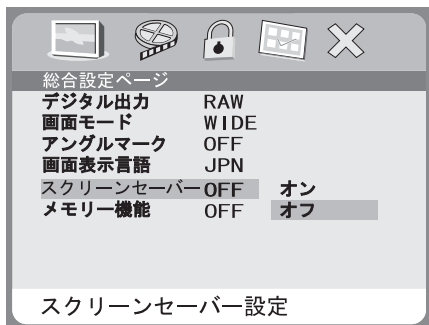 総合設定ページ
デジタル出力 RAW
画面モード WIDE
アングルマーク OFF
画面表示言語 JPN
スクリーンセーバー OFF オン
メモリー機能 OFF オフ
スクリーンセーバー設定